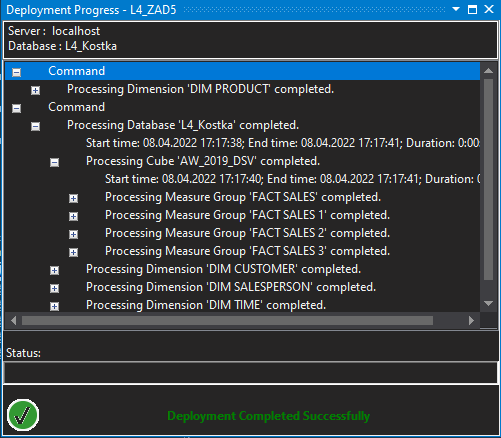 Deployment Progress - L4_ZAD5
Server : localhost
Database : L4_Kostka
Command
Processing Dimension 'DIM PRODUCT' completed.
Command
Processing Database 'L4_Kostka' completed.
Start time: 08.04.2022 17:17:38; End time: 08.04.2022 17:17:41; Duration: 0:00:
Processing Cube 'AW_2019_DSV' completed.
Start time: 08.04.2022 17:17:40; End time: 08.04.2022 17:17:41; Duration: 0
Processing Measure Group 'FACT SALES' completed.
Processing Measure Group 'FACT SALES 1' completed.
Processing Measure Group 'FACT SALES 2' completed.
Processing Measure Group 'FACT SALES 3' completed.
Processing Dimension 'DIM CUSTOMER' completed.
Processing Dimension 'DIM SALESPERSON' completed.
Processing Dimension 'DIM TIME' completed.
Status:
Deployment Completed Successfully